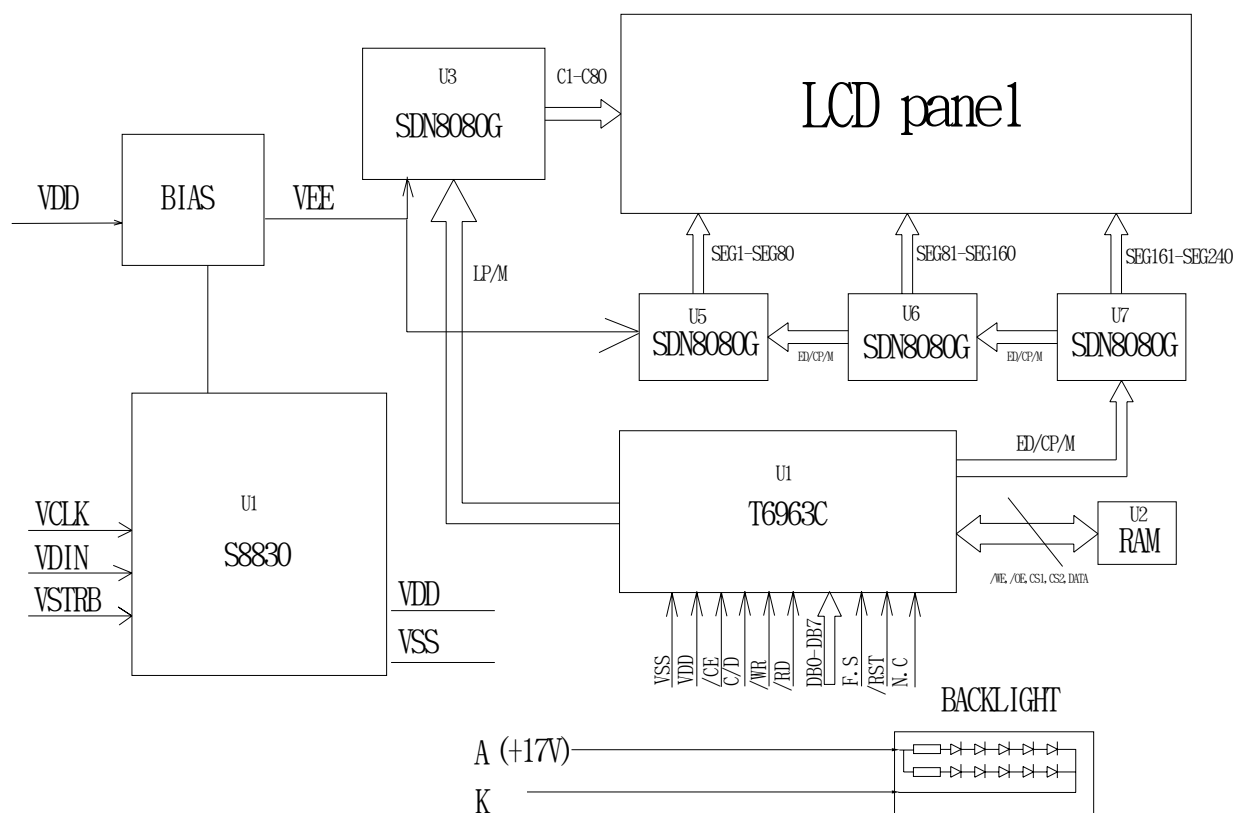 U3
SDN8080G
C1-C80
LCD panel
VDD
BIAS
VEE
LP/M
SEG1-SEG80
SEG81-SEG160
SEG161-SEG240
U5
SDN8080G
ED/CP/M
U6
SDN8080G
ED/CP/M
U7
SDN8080G
ED/CP/M
U1
S8830
VCLK
VDIN
VSTRB
VDD
VSS
U1
T6963C
U2
RAM
/WE,/OE,CS1,CS2,DATA
VSS
VDD
/CE
C/D
/WR
/RD
DB0-DB7
F.S
/RST
N.C
BACKLIGHT
A (+17V)
K